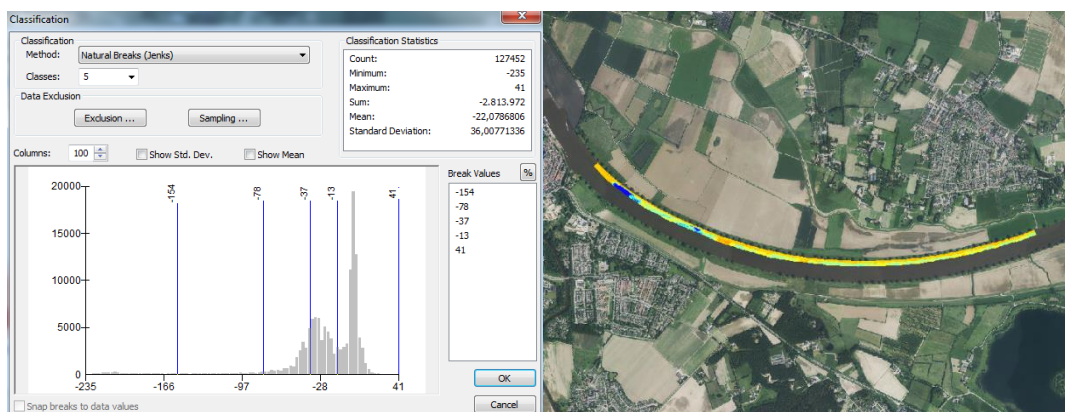 Classification
Classification
Method: Natural Breaks (Jenks)
Classes: 5
Data Exclusion
Exclusion ... Sampling ...
Classification Statistics
Count: 127452
Minimum: -235
Maximum: 41
Sum: -2.813.972
Mean: -22,0786806
Standard Deviation: 36,00771336
Columns: 100 Show Std. Dev. Show Mean
Break Values %
-154
-78
-37
-13
41
20000
15000
10000
5000
0
-154
-78
-37
-13
41
-235 -166 -97 -28 41
Snap breaks to data values
OK
Cancel